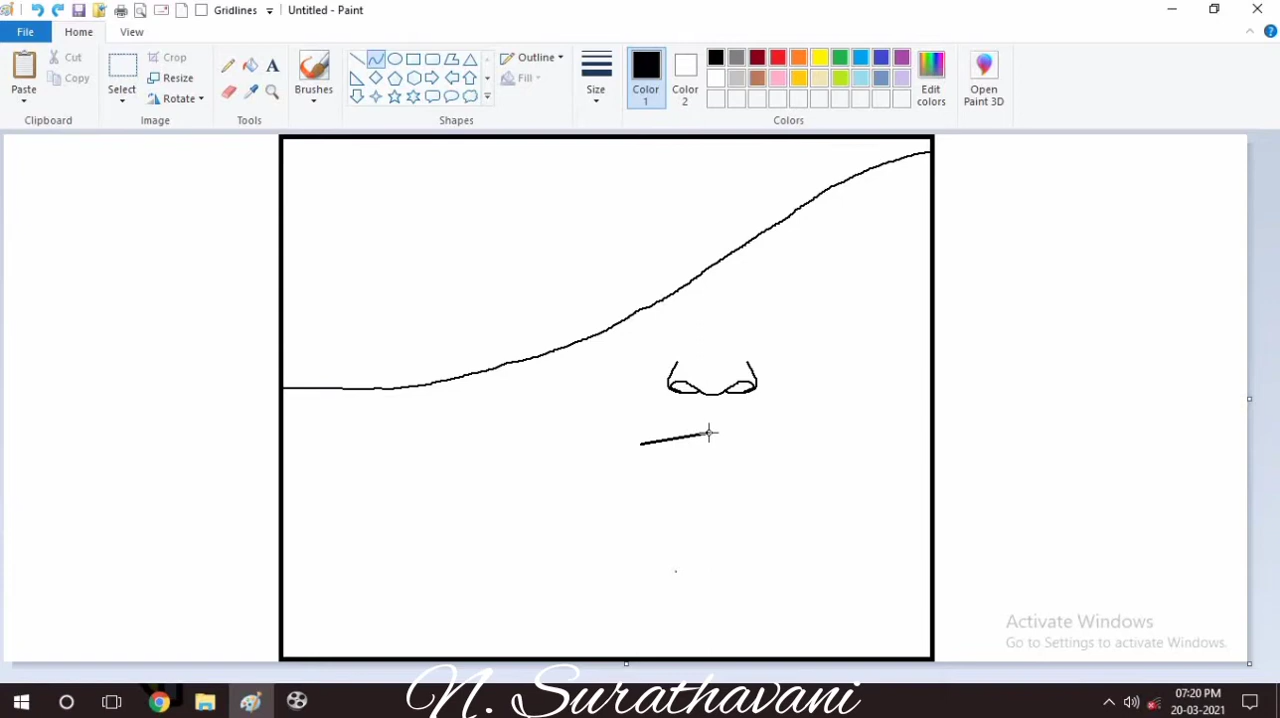 Gridlines
Untitled - Paint
File
Home
View
Paste
Cut
Copy
Clipboard
Select
Crop
Resize
Rotate
Image
A
Tools
Brushes
Shapes
Outline
Fill
Size
Color
1
Color
2
Edit
colors
Colors
Open
Paint 3D
Activate Windows
Go to Settings to activate Windows.
N. Surathavani
07:20 PM
20-03-2021